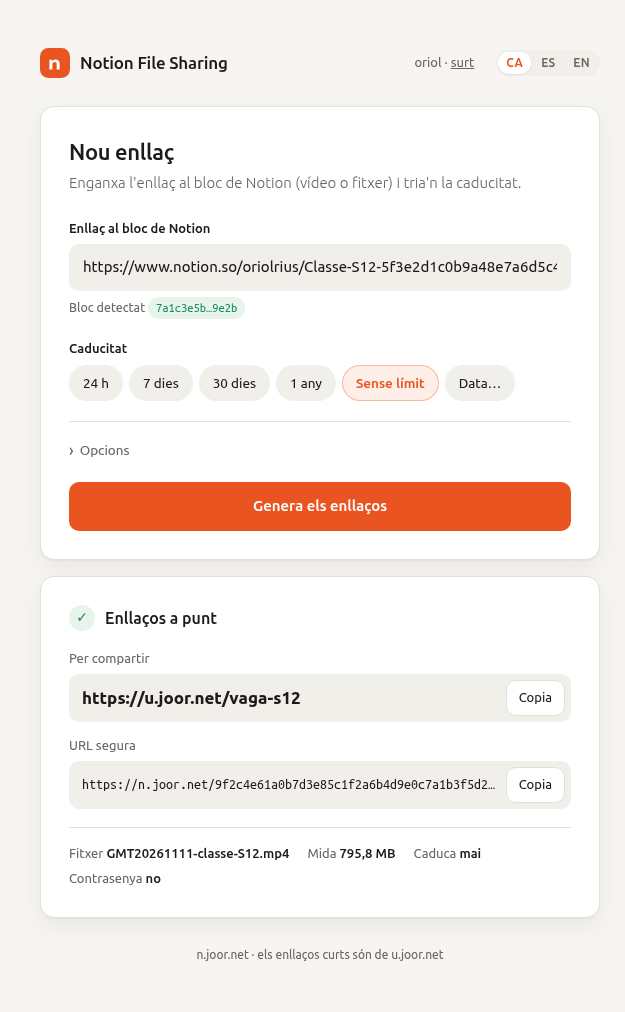 n Notion File Sharing oriol · surt CA ES EN
Nou enllaç
Enganxa l'enllaç al bloc de Notion (vídeo o fitxer) i tria'n la caducitat.
Enllaç al bloc de Notion
https://www.notion.so/oriolrius/Classe-S12-5f3e2d1c0b9a48e7a6d5c4
Bloc detectat 7a1c3e5b…9e2b
Caducitat
24 h 7 dies 30 dies 1 any Sense límit Data…
› Opcions
Genera els enllaços
✓ Enllaços a punt
Per compartir
https://u.joor.net/vaga-s12 Copia
URL segura
https://n.joor.net/9f2c4e61a0b7d3e85c1f2a6b4d9e0c7a1b3f5d2… Copia
Fitxer GMT20261111-classe-S12.mp4 Mida 795,8 MB Caduca mai
Contrasenya no
n.joor.net · els enllaços curts són de u.joor.net